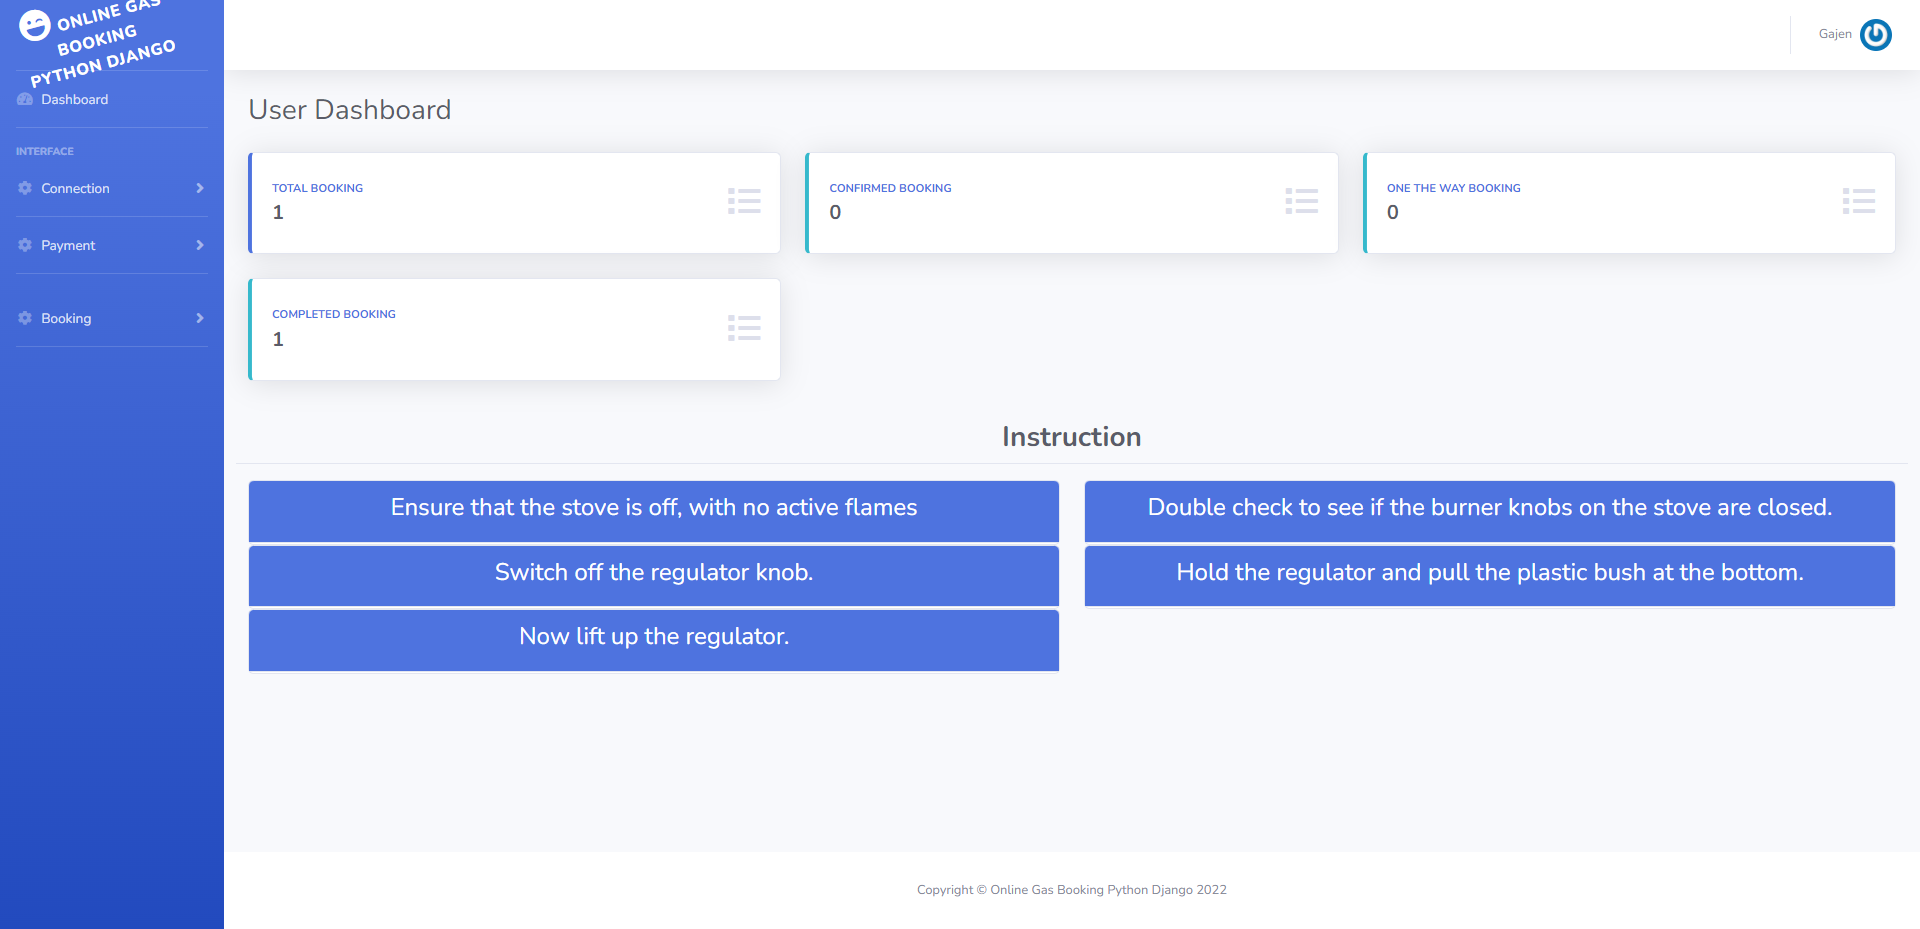 ONLINE GAS
BOOKING
PYTHON DJANGO
Dashboard
INTERFACE
Connection
Payment
Booking
Gajen
User Dashboard
TOTAL BOOKING
1
CONFIRMED BOOKING
0
ONE THE WAY BOOKING
0
COMPLETED BOOKING
1
Instruction
Ensure that the stove is off, with no active flames
Double check to see if the burner knobs on the stove are closed.
Switch off the regulator knob.
Hold the regulator and pull the plastic bush at the bottom.
Now lift up the regulator.
Copyright © Online Gas Booking Python Django 2022